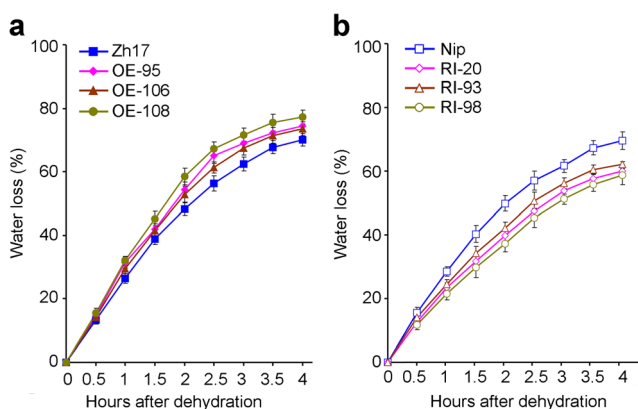 a
Zh17
OE-95
OE-106
OE-108
Water loss (%)
100
80
60
40
20
0
0 0.5 1 1.5 2 2.5 3 3.5 4
Hours after dehydration
b
Nip
RI-20
RI-93
RI-98
Water loss (%)
100
80
60
40
20
0
0 0.5 1 1.5 2 2.5 3 3.5 4
Hours after dehydration